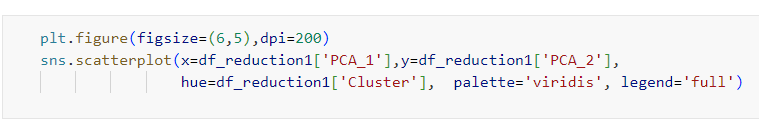 plt.figure(figsize=(6,5),dpi=200)
sns.scatterplot(x=df_reduction1['PCA_1'],y=df_reduction1['PCA_2'],
hue=df_reduction1['Cluster'],  palette='viridis', legend='full')